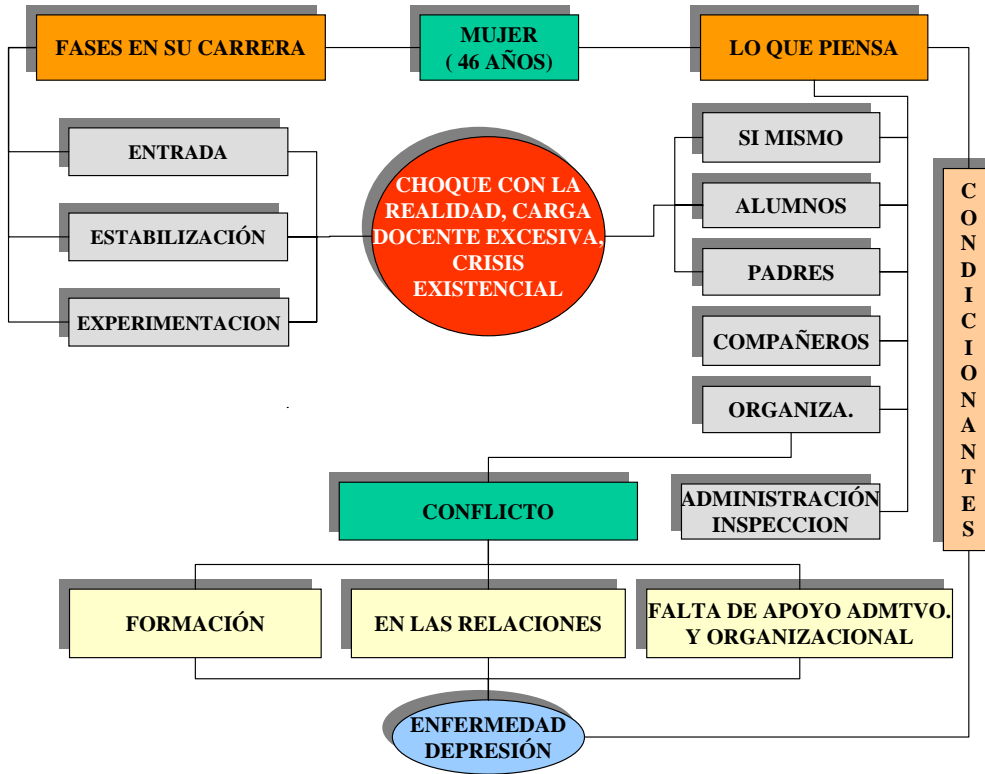 FASES EN SU CARRERA
MUJER
( 46 AÑOS)
LO QUE PIENSA
ENTRADA
ESTABILIZACIÓN
EXPERIMENTACION
CHOQUE CON LA
REALIDAD, CARGA
DOCENTE EXCESIVA,
CRISIS
EXISTENCIAL
SI MISMO
ALUMNOS
PADRES
COMPAÑEROS
ORGANIZA.
ADMINISTRACIÓN
INSPECCION
C
O
N
D
I
C
I
O
N
A
N
T
E
S
CONFLICTO
FORMACIÓN
EN LAS RELACIONES
FALTA DE APOYO ADMTVO.
Y ORGANIZACIONAL
ENFERMEDAD
DEPRESIÓN